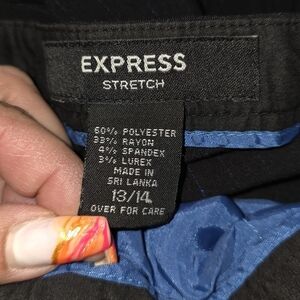 EXPRESS
STRETCH
60% POLYESTER
33% RAYON
4% SPANDEX
3% LUREX
MADE IN
SRI LANKA
13/14
OVER FOR CARE